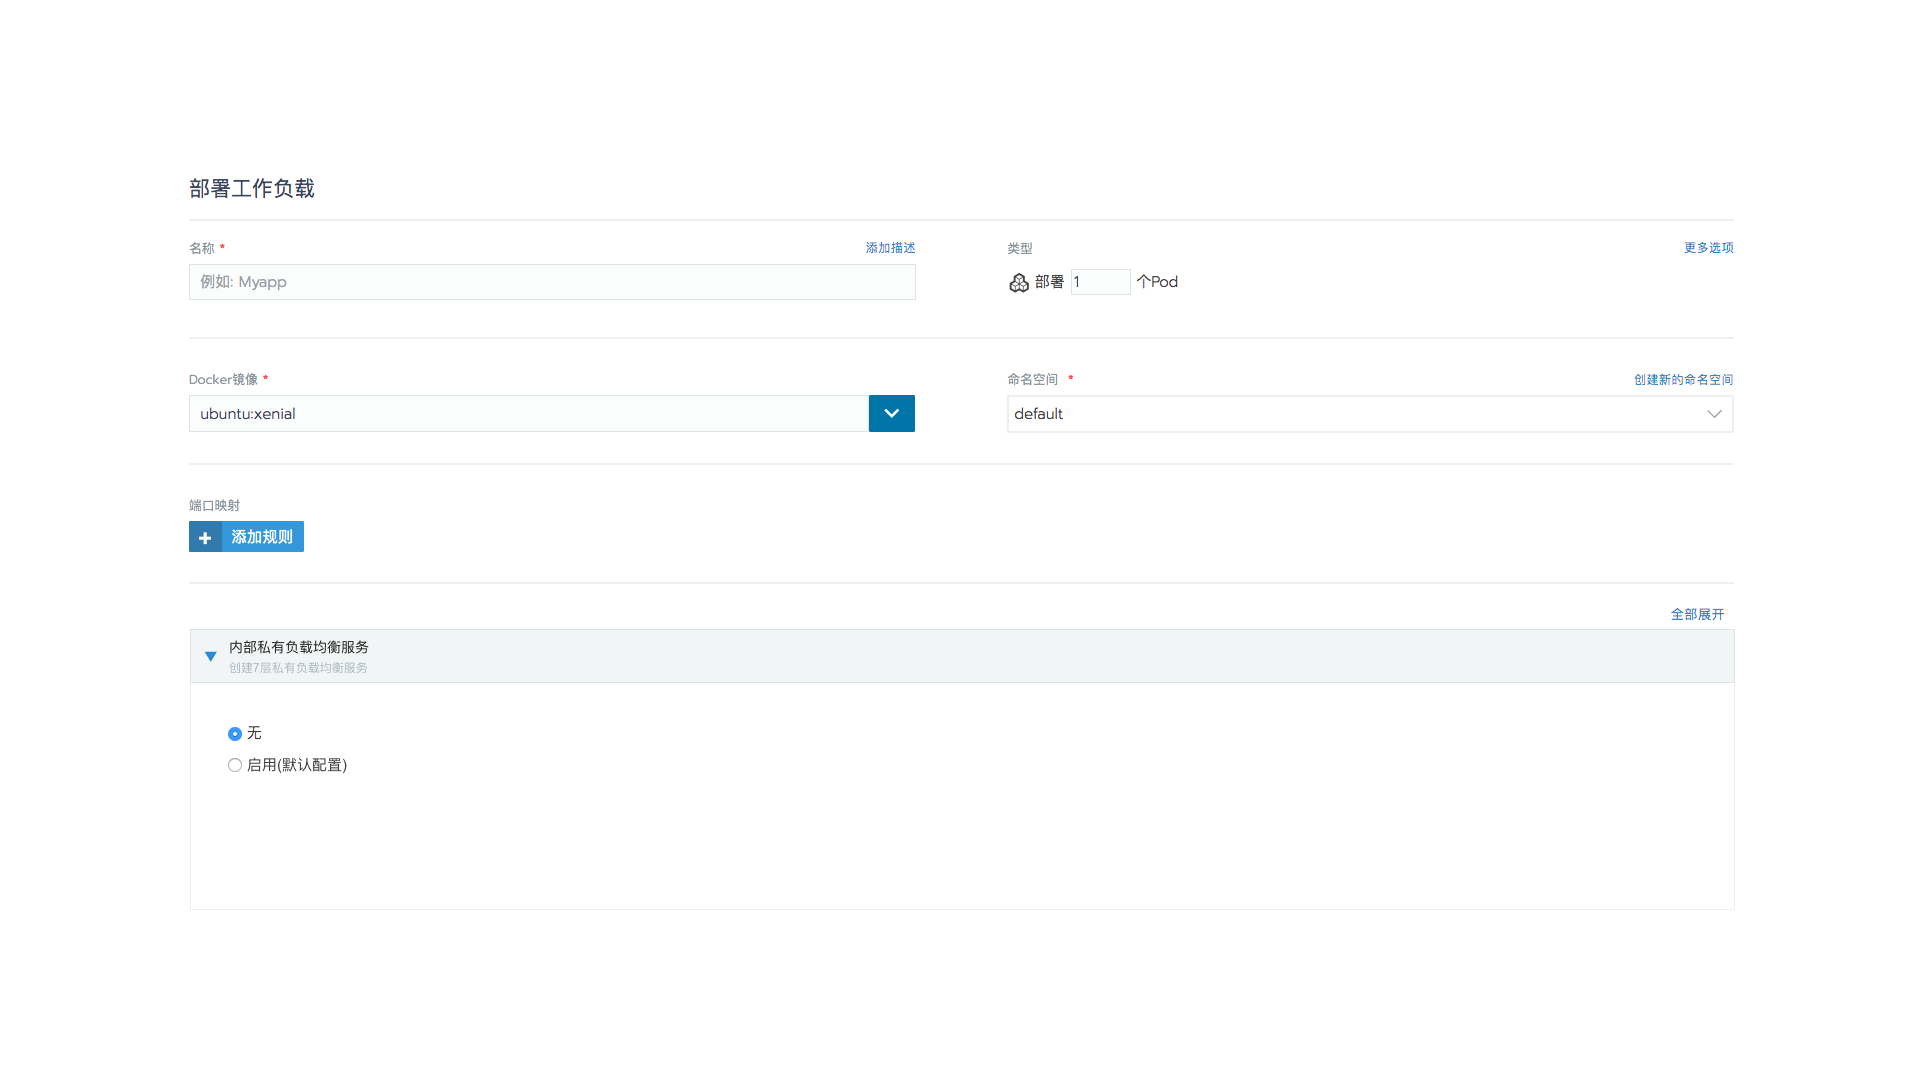 部署工作负载
名称 * 添加描述
例如: Myapp
类型 更多选项
部署 1 个Pod
Docker镜像 *
ubuntu:xenial
命名空间 * 创建新的命名空间
default
端口映射
添加规则
全部展开
内部私有负载均衡服务
创建7层私有负载均衡服务
无
启用(默认配置)